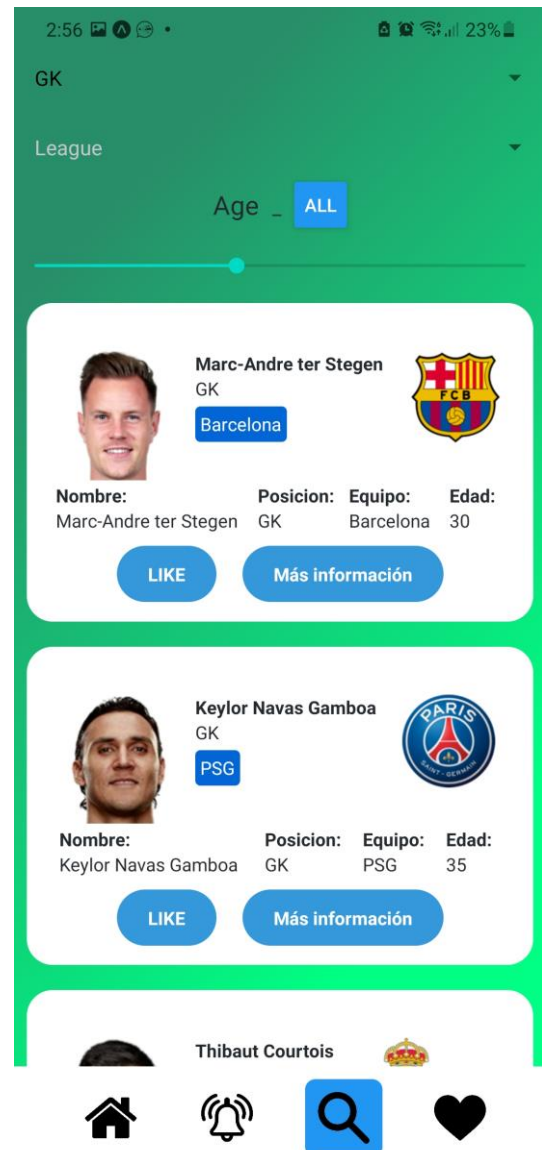 2:56 23%
GK
League
Age _ ALL
Marc-Andre ter Stegen
GK
Barcelona
FCB
Nombre: Posicion: Equipo: Edad:
Marc-Andre ter Stegen GK Barcelona 30
LIKE Más información
Keylor Navas Gamboa
GK
PSG
PARIS
SAINT-GERMAIN
Nombre: Posicion: Equipo: Edad:
Keylor Navas Gamboa GK PSG 35
LIKE Más información
Thibaut Courtois